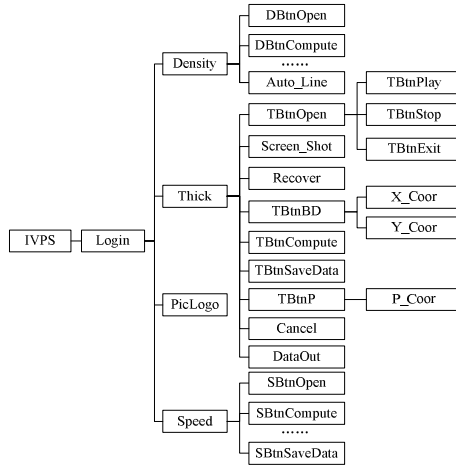 IVPS
Login
Density
DBtnOpen
DBtnCompute
……
Auto_Line
Thick
TBtnOpen
TBtnPlay
TBtnStop
TBtnExit
Screen_Shot
Recover
TBtnBD
X_Coor
Y_Coor
TBtnCompute
TBtnSaveData
TBtnP
P_Coor
Cancel
DataOut
PicLogo
Speed
SBtnOpen
SBtnCompute
……
SBtnSaveData